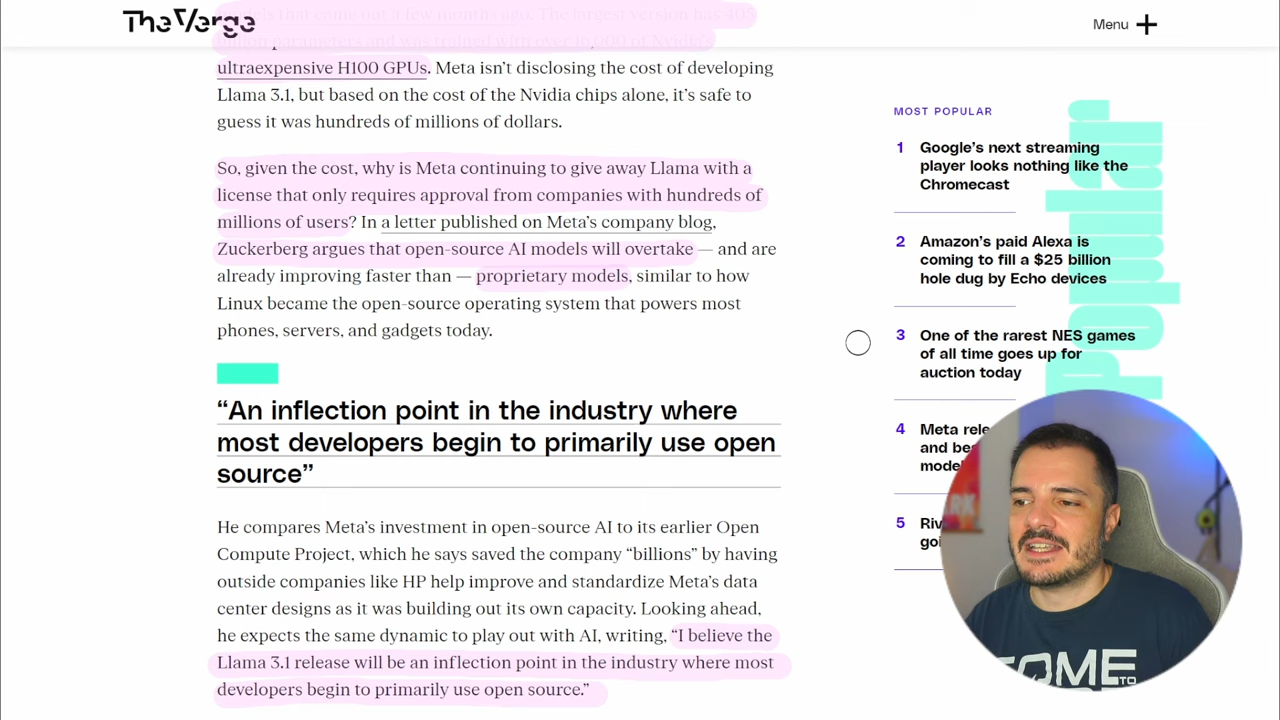 models that came out a few months ago. The largest version has 405
billion parameters and was trained with over 16,000 of Nvidia's
The Verge
Menu
ultraexpensive H100 GPUs. Meta isn’t disclosing the cost of developing
Llama 3.1, but based on the cost of the Nvidia chips alone, it’s safe to
guess it was hundreds of millions of dollars.
So, given the cost, why is Meta continuing to give away Llama with a
license that only requires approval from companies with hundreds of
millions of users? In a letter published on Meta’s company blog,
Zuckerberg argues that open-source AI models will overtake — and are
already improving faster than — proprietary models, similar to how
Linux became the open-source operating system that powers most
phones, servers, and gadgets today.
“An inflection point in the industry where
most developers begin to primarily use open
source”
He compares Meta’s investment in open-source AI to its earlier Open
Compute Project, which he says saved the company “billions” by having
outside companies like HP help improve and standardize Meta’s data
center designs as it was building out its own capacity. Looking ahead,
he expects the same dynamic to play out with AI, writing, “I believe the
Llama 3.1 release will be an inflection point in the industry where most
developers begin to primarily use open source.”
MOST POPULAR
1 Google’s next streaming
player looks nothing like the
Chromecast
2 Amazon’s paid Alexa is
coming to fill a $25 billion
hole dug by Echo devices
3 One of the rarest NES games
of all time goes up for
auction today
4 Meta
and
5
Popular
TO